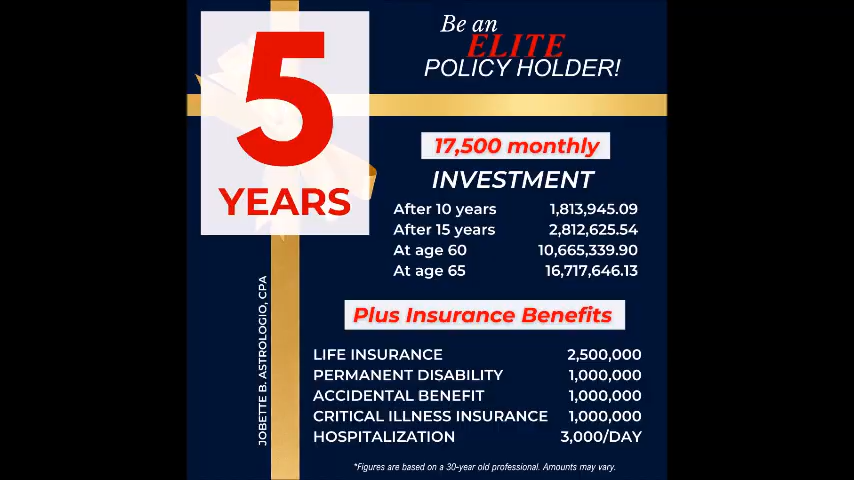 5
YEARS
Be an
ELITE
POLICY HOLDER!
17,500 monthly
INVESTMENT
After 10 years 1,813,945.09
After 15 years 2,812,625.54
At age 60 10,665,339.90
At age 65 16,717,646.13
Plus Insurance Benefits
LIFE INSURANCE 2,500,000
PERMANENT DISABILITY 1,000,000
ACCIDENTAL BENEFIT 1,000,000
CRITICAL ILLNESS INSURANCE 1,000,000
HOSPITALIZATION 3,000/DAY
*Figures are based on a 30-year old professional. Amounts may vary.
JOBETTE B. ASTROLOGIO, CPA